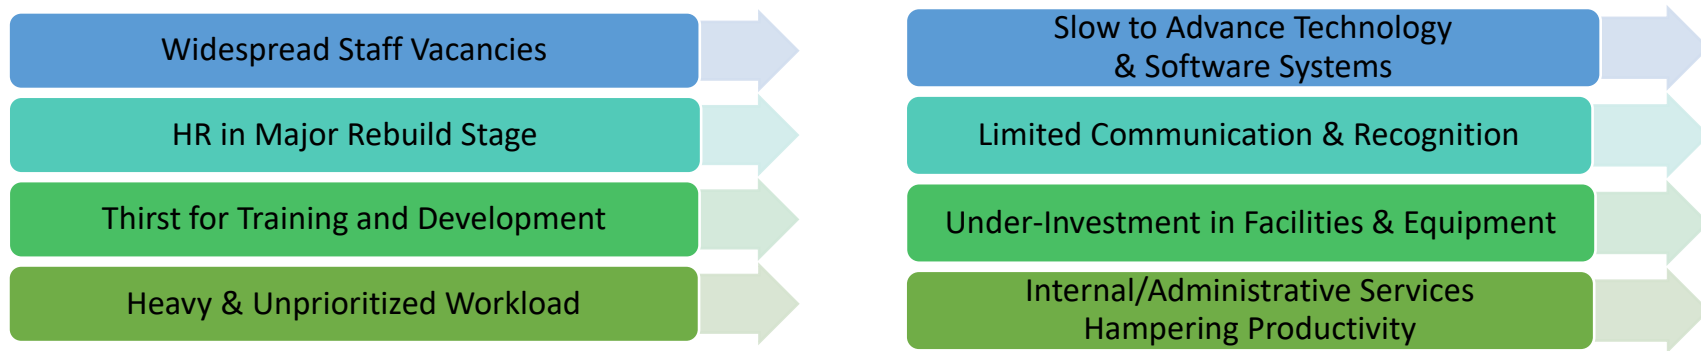 Widespread Staff Vacancies
HR in Major Rebuild Stage
Thirst for Training and Development
Heavy & Unprioritized Workload
Slow to Advance Technology
& Software Systems
Limited Communication & Recognition
Under-Investment in Facilities & Equipment
Internal/Administrative Services
Hampering Productivity